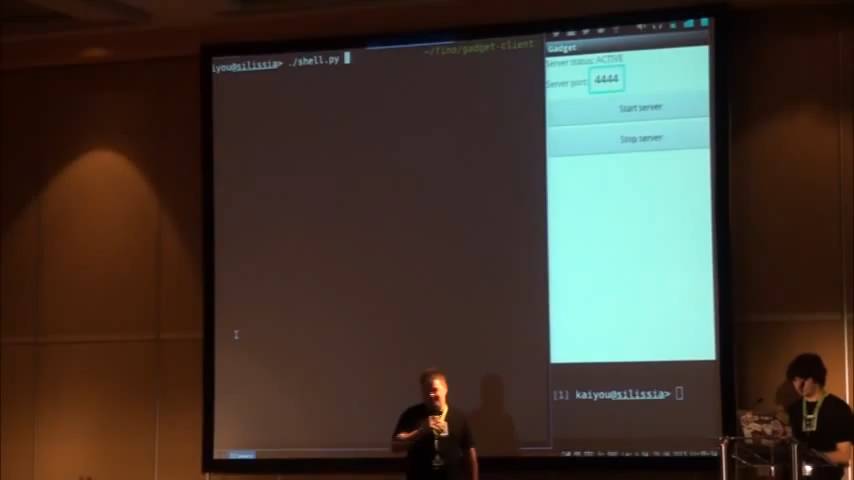 iyou@silissia> ./shell.py
~/fino/gadget-client
Gadget
Server status: ACTIVE
Server port: 4444
Start server
Stop server
[1] kaiyou@silissia>